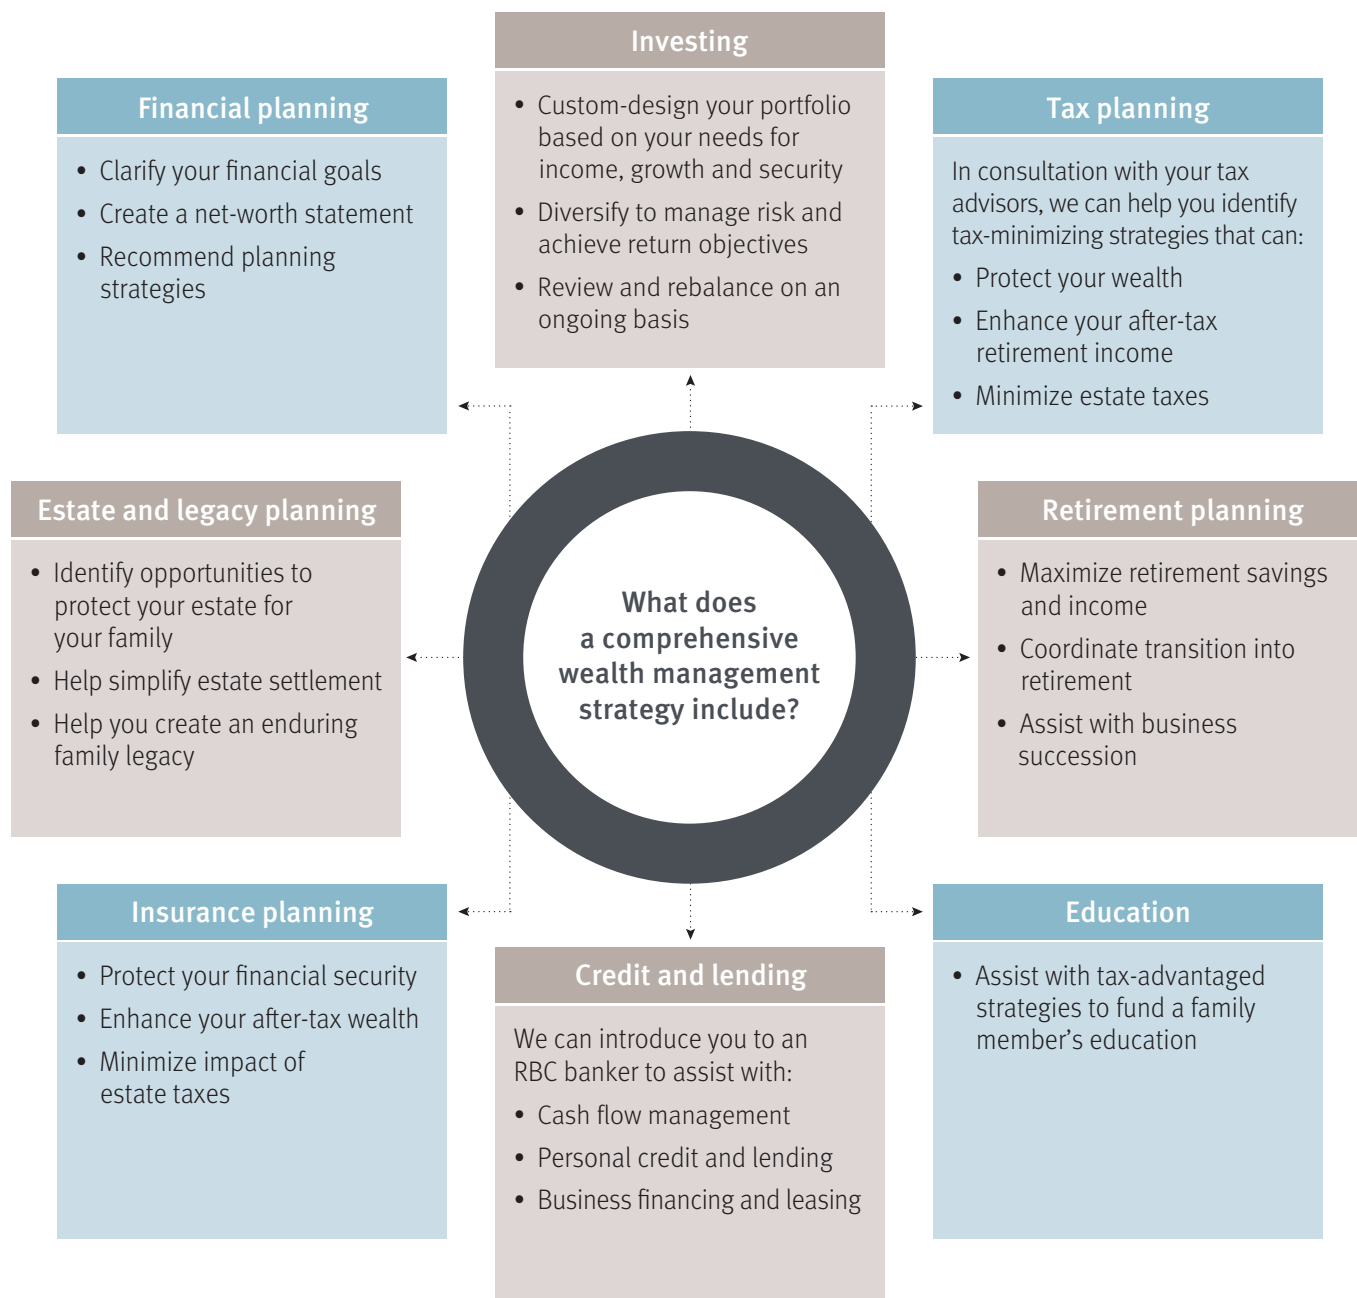 Investing
• Custom-design your portfolio
based on your needs for
income, growth and security
• Diversify to manage risk and
achieve return objectives
• Review and rebalance on an
ongoing basis
Financial planning
• Clarify your financial goals
• Create a net-worth statement
• Recommend planning
strategies
Tax planning
In consultation with your tax
advisors, we can help you identify
tax-minimizing strategies that can:
• Protect your wealth
• Enhance your after-tax
retirement income
• Minimize estate taxes
Estate and legacy planning
• Identify opportunities to
protect your estate for
your family
• Help simplify estate settlement
• Help you create an enduring
family legacy
What does
a comprehensive
wealth management
strategy include?
Retirement planning
• Maximize retirement savings
and income
• Coordinate transition into
retirement
• Assist with business
succession
Insurance planning
• Protect your financial security
• Enhance your after-tax wealth
• Minimize impact of
estate taxes
Credit and lending
We can introduce you to an
RBC banker to assist with:
• Cash flow management
• Personal credit and lending
• Business financing and leasing
Education
• Assist with tax-advantaged
strategies to fund a family
member’s education